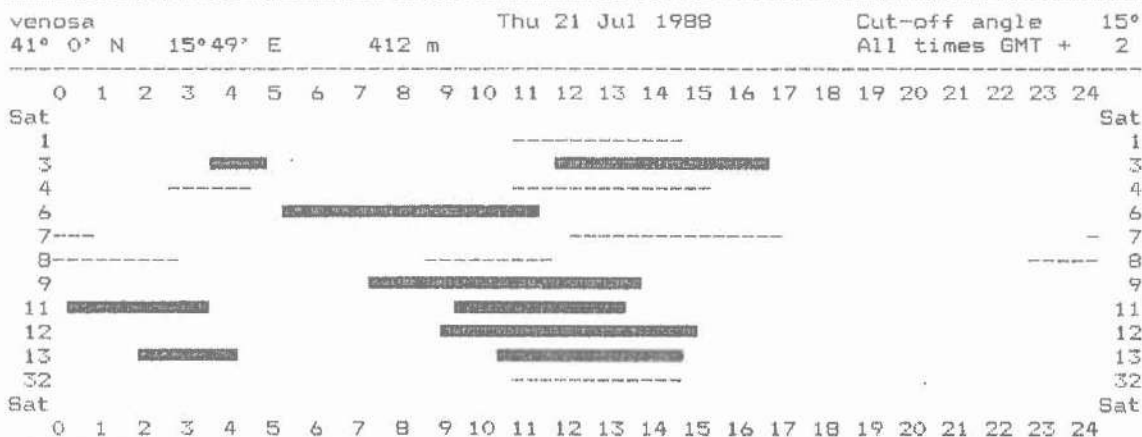 venosa Thu 21 Jul 1988 Cut-off angle 15°
41° 0' N 15°49' E 412 m All times GMT + 2
0 1 2 3 4 5 6 7 8 9 10 11 12 13 14 15 16 17 18 19 20 21 22 23 24
Sat Sat
1 1
3 3
4 4
6 6
7 7
8 8
9 9
11 11
12 12
13 13
32 32
Sat Sat
0 1 2 3 4 5 6 7 8 9 10 11 12 13 14 15 16 17 18 19 20 21 22 23 24